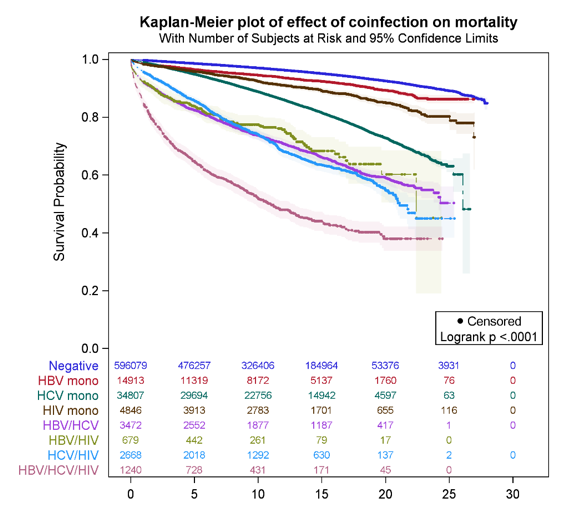 Kaplan-Meier plot of effect of coinfection on mortality
With Number of Subjects at Risk and 95% Confidence Limits
1.0
0.8
0.6
0.4
0.2
0.0
Survival Probability
● Censored
Logrank p <.0001
Negative 596079 476257 326406 184964 53376 3931 0
HBV mono 14913 11319 8172 5137 1760 76 0
HCV mono 34807 29694 22756 14942 4597 63 0
HIV mono 4846 3913 2783 1701 655 116 0
HBV/HCV 3472 2552 1877 1187 417 1 0
HBV/HIV 679 442 261 79 17 0
HCV/HIV 2668 2018 1292 630 137 2 0
HBV/HCV/HIV 1240 728 431 171 45 0
0 5 10 15 20 25 30